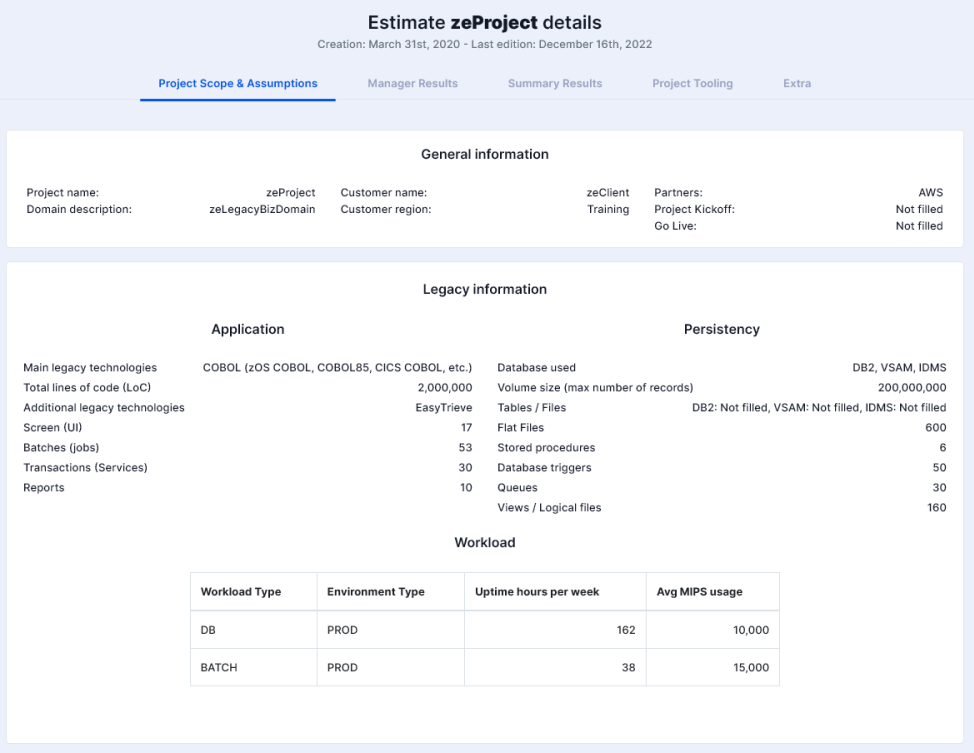 Estimate zeProject details
Creation: March 31st, 2020 - Last edition: December 16th, 2022
Project Scope & Assumptions Manager Results Summary Results Project Tooling Extra
General information
Project name: zeProject Customer name: zeClient Partners: AWS
Domain description: zeLegacyBizDomain Customer region: Training Project Kickoff: Not filled
Go Live: Not filled
Legacy information
Application
Main legacy technologies COBOL (zOS COBOL, COBOL85, CICS COBOL, etc.)
Total lines of code (LoC) 2,000,000
Additional legacy technologies EasyTrieve
Screen (UI) 17
Batches (jobs) 53
Transactions (Services) 30
Reports 10
Persistency
Database used DB2, VSAM, IDMS
Volume size (max number of records) 200,000,000
Tables / Files DB2: Not filled, VSAM: Not filled, IDMS: Not filled
Flat Files 600
Stored procedures 6
Database triggers 50
Queues 30
Views / Logical files 160
Workload
Workload Type Environment Type Uptime hours per week Avg MIPS usage
DB PROD 162 10,000
BATCH PROD 38 15,000